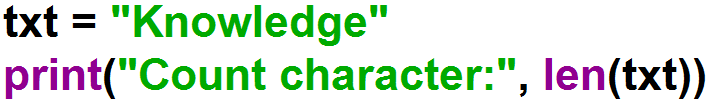 txt = "Knowledge"
print("Count character:", len(txt))